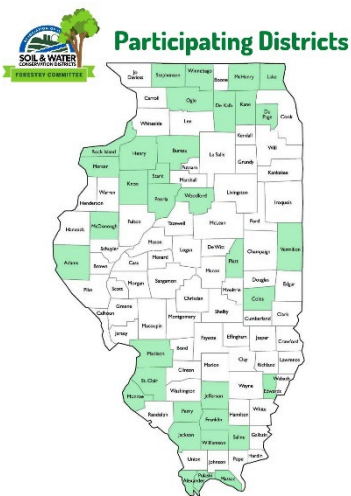 SOIL & WATER
CONSERVATION DISTRICTS
FORESTRY COMMITTEE
Participating Districts
Jo Daviess
Stephenson
Winnebago
Boone
McHenry
Lake
Carroll
Ogle
De Kalb
Kane
Du Page
Cook
Whiteside
Lee
Kendall
Will
Rock Island
Henry
Bureau
La Salle
Grundy
Mercer
Putnam
Kankakee
Stark
Marshall
Knox
Warren
Henderson
Peoria
Woodford
Livingston
Iroquois
Hancock
McDonough
Fulton
Tazewell
McLean
Ford
Schuyler
Mason
Logan
De Witt
Champaign
Vermilion
Adams
Brown
Cass
Menard
Macon
Piatt
Douglas
Edgar
Pike
Scott
Morgan
Sangamon
Moultrie
Coles
Christian
Greene
Shelby
Cumberland
Clark
Calhoun
Macoupin
Montgomery
Jersey
Fayette
Effingham
Jasper
Crawford
Bond
Madison
Clay
Richland
Lawrence
Marion
Clinton
St. Clair
Wayne
Wabash
Edwards
Washington
Monroe
Jefferson
Randolph
Perry
Hamilton
White
Franklin
Jackson
Williamson
Saline
Gallatin
Union
Johnson
Pope
Hardin
Pulaski
Alexander
Massac